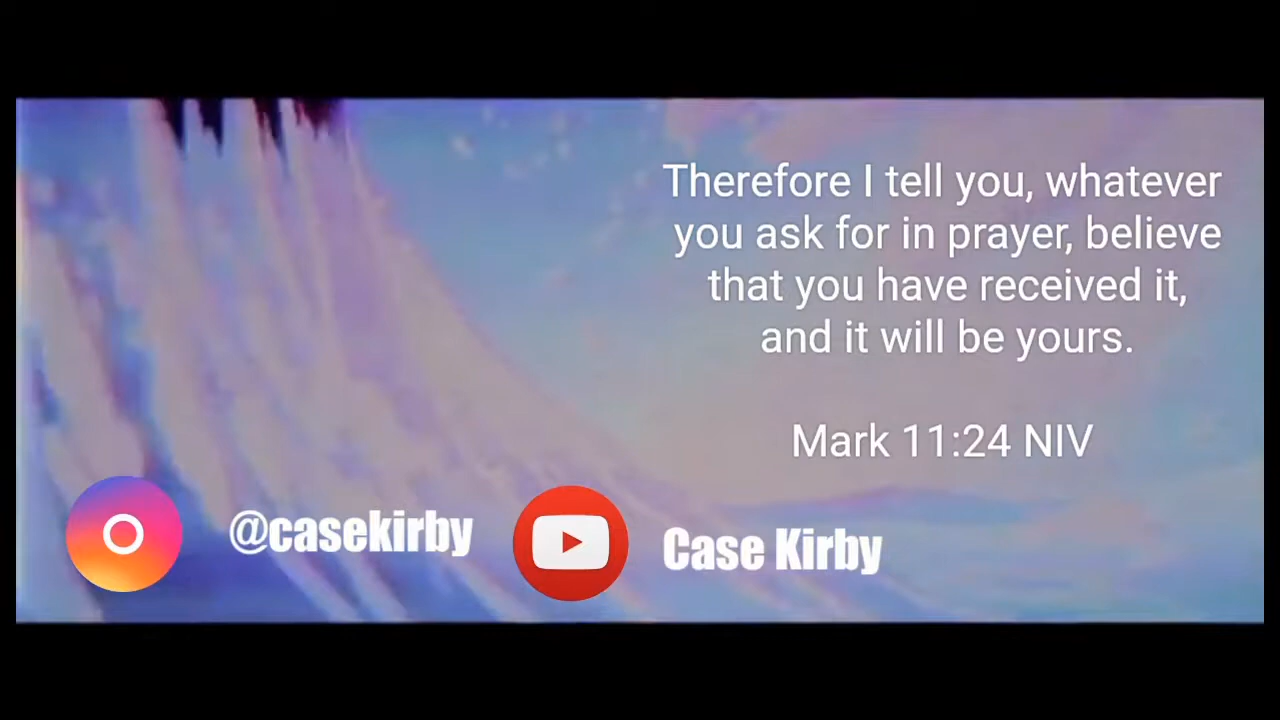 Therefore I tell you, whatever
you ask for in prayer, believe
that you have received it,
and it will be yours.
Mark 11:24 NIV
@casekirby
Case Kirby